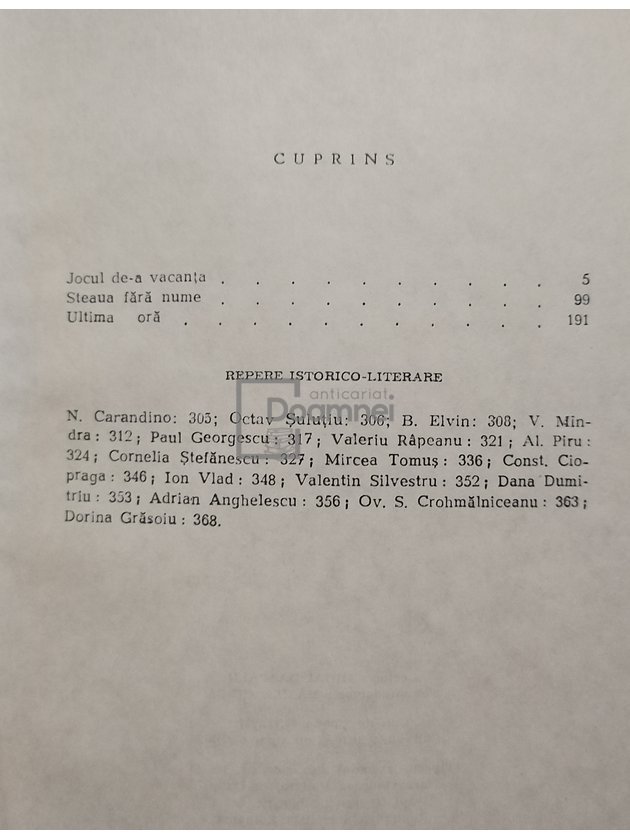 CUPRINS
Jocul de-a vacanța . . . . . . . . . . 5
Steaua fără nume . . . . . . . . . . 99
Ultima oră . . . . . . . . . . . 191
REPERE ISTORICO-LITERARE
anticariat
Doamnei
N. Carandino: 305; Octav Șuluțiu: 306; B. Elvin: 308; V. Mîn-
dra: 312; Paul Georgescu: 317; Valeriu Râpeanu: 321; Al. Piru:
324; Cornelia Ștefănescu: 327; Mircea Tomuș: 336; Const. Cio-
praga: 346; Ion Vlad: 348; Valentin Silvestru: 352; Dana Dumi-
triu: 353; Adrian Anghelescu: 356; Ov. S. Crohmălniceanu: 363;
Dorina Grăsoiu: 368.